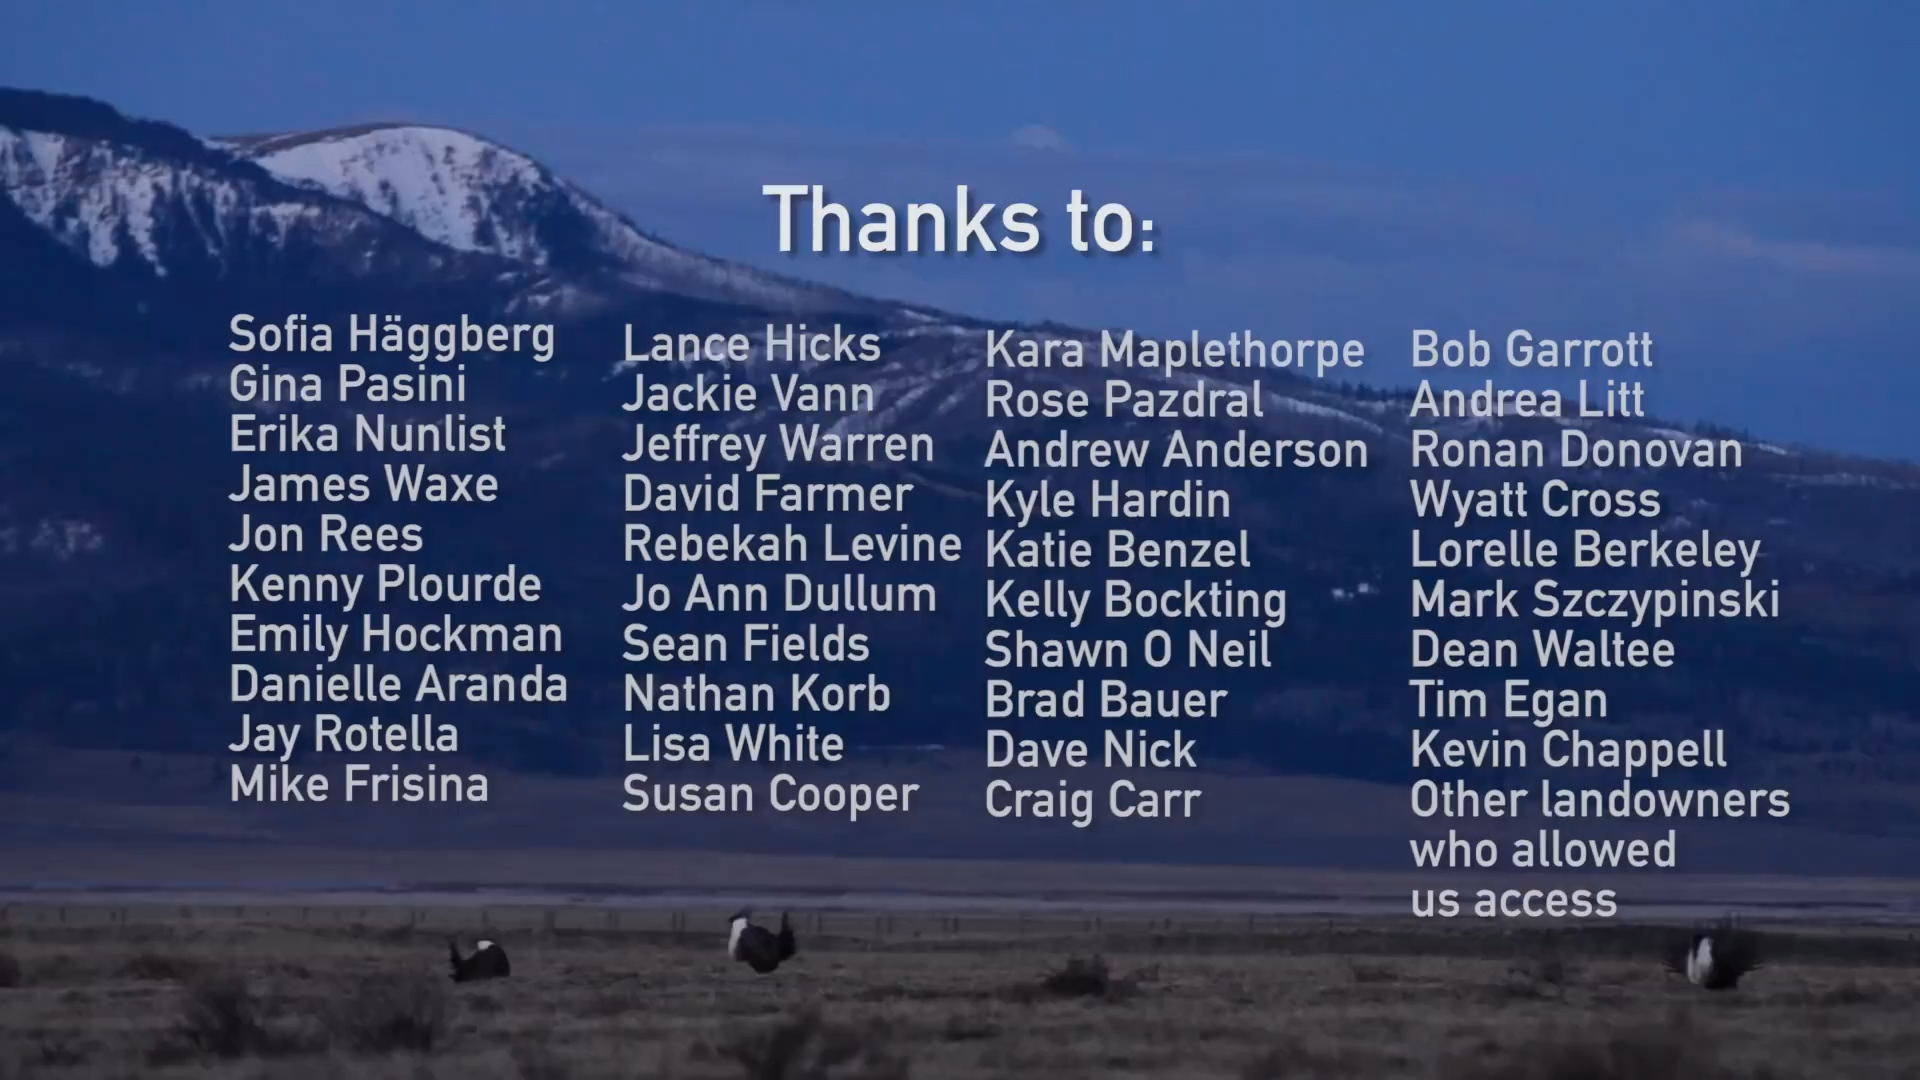 Thanks to:
Sofia Häggberg
Gina Pasini
Erika Nunlist
James Waxe
Jon Rees
Kenny Plourde
Emily Hockman
Danielle Aranda
Jay Rotella
Mike Frisina
Lance Hicks
Jackie Vann
Jeffrey Warren
David Farmer
Rebekah Levine
Jo Ann Dullum
Sean Fields
Nathan Korb
Lisa White
Susan Cooper
Kara Maplethorpe
Rose Pazdral
Andrew Anderson
Kyle Hardin
Katie Benzel
Kelly Bockting
Shawn O Neil
Brad Bauer
Dave Nick
Craig Carr
Bob Garrott
Andrea Litt
Ronan Donovan
Wyatt Cross
Lorelle Berkeley
Mark Szczypinski
Dean Waltee
Tim Egan
Kevin Chappell
Other landowners
who allowed
us access